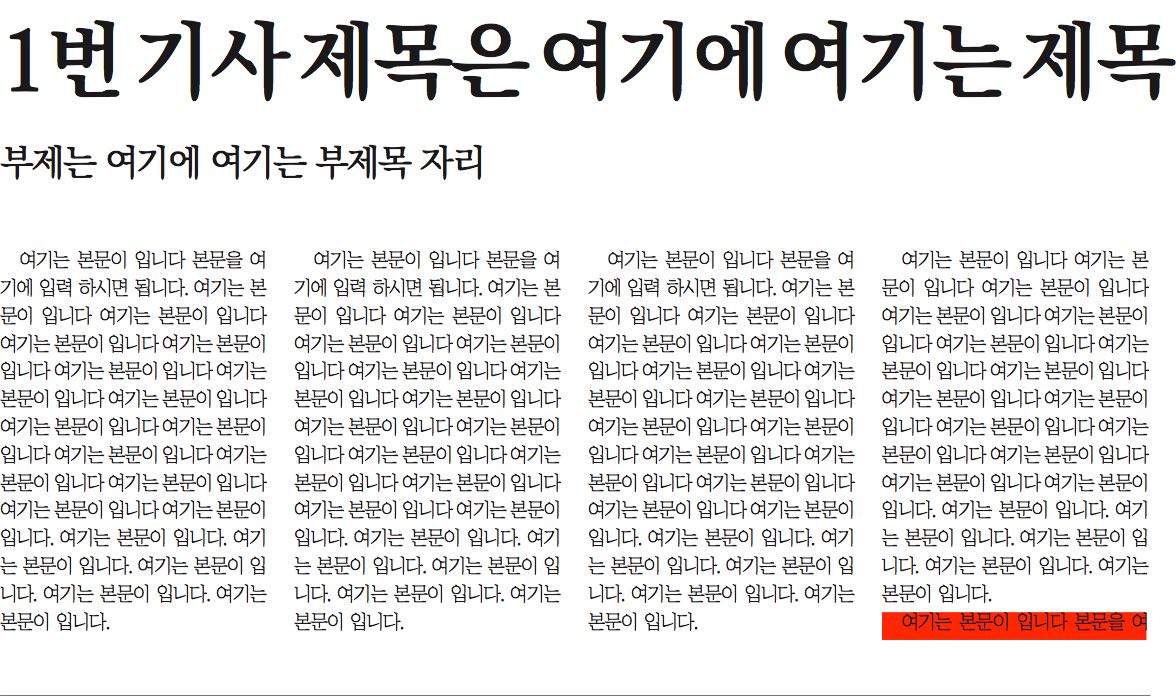 1번 기사 제목은 여기에 여기는 제목
부제는 여기에 여기는 부제목 자리
여기는 본문이 입니다 본문을 여
기에 입력 하시면 됩니다. 여기는 본
문이 입니다 여기는 본문이 입니다
여기는 본문이 입니다 여기는 본문이
입니다 여기는 본문이 입니다 여기는
본문이 입니다 여기는 본문이 입니다
여기는 본문이 입니다 여기는 본문이
입니다 여기는 본문이 입니다 여기는
본문이 입니다 여기는 본문이 입니다
여기는 본문이 입니다 여기는 본문이
입니다. 여기는 본문이 입니다. 여기
는 본문이 입니다. 여기는 본문이 입
니다. 여기는 본문이 입니다. 여기는
본문이 입니다.
여기는 본문이 입니다 본문을 여
기에 입력 하시면 됩니다. 여기는 본
문이 입니다 여기는 본문이 입니다
여기는 본문이 입니다 여기는 본문이
입니다 여기는 본문이 입니다 여기는
본문이 입니다 여기는 본문이 입니다
여기는 본문이 입니다 여기는 본문이
입니다 여기는 본문이 입니다 여기는
본문이 입니다 여기는 본문이 입니다
여기는 본문이 입니다 여기는 본문이
입니다. 여기는 본문이 입니다. 여기
는 본문이 입니다. 여기는 본문이 입
니다. 여기는 본문이 입니다. 여기는
본문이 입니다.
여기는 본문이 입니다 본문을 여
기에 입력 하시면 됩니다. 여기는 본
문이 입니다 여기는 본문이 입니다
여기는 본문이 입니다 여기는 본문이
입니다 여기는 본문이 입니다 여기는
본문이 입니다 여기는 본문이 입니다
여기는 본문이 입니다 여기는 본문이
입니다 여기는 본문이 입니다 여기는
본문이 입니다 여기는 본문이 입니다
여기는 본문이 입니다 여기는 본문이
입니다. 여기는 본문이 입니다. 여기
는 본문이 입니다. 여기는 본문이 입
니다. 여기는 본문이 입니다. 여기는
본문이 입니다.
여기는 본문이 입니다 여기는 본
문이 입니다 여기는 본문이 입니다
여기는 본문이 입니다 여기는 본문이
입니다 여기는 본문이 입니다 여기는
본문이 입니다 여기는 본문이 입니다
여기는 본문이 입니다 여기는 본문이
입니다 여기는 본문이 입니다 여기는
본문이 입니다 여기는 본문이 입니다
여기는 본문이 입니다 여기는 본문이
입니다. 여기는 본문이 입니다. 여기
는 본문이 입니다. 여기는 본문이 입
니다. 여기는 본문이 입니다. 여기는
본문이 입니다.
여기는 본문이 입니다 본문을 여